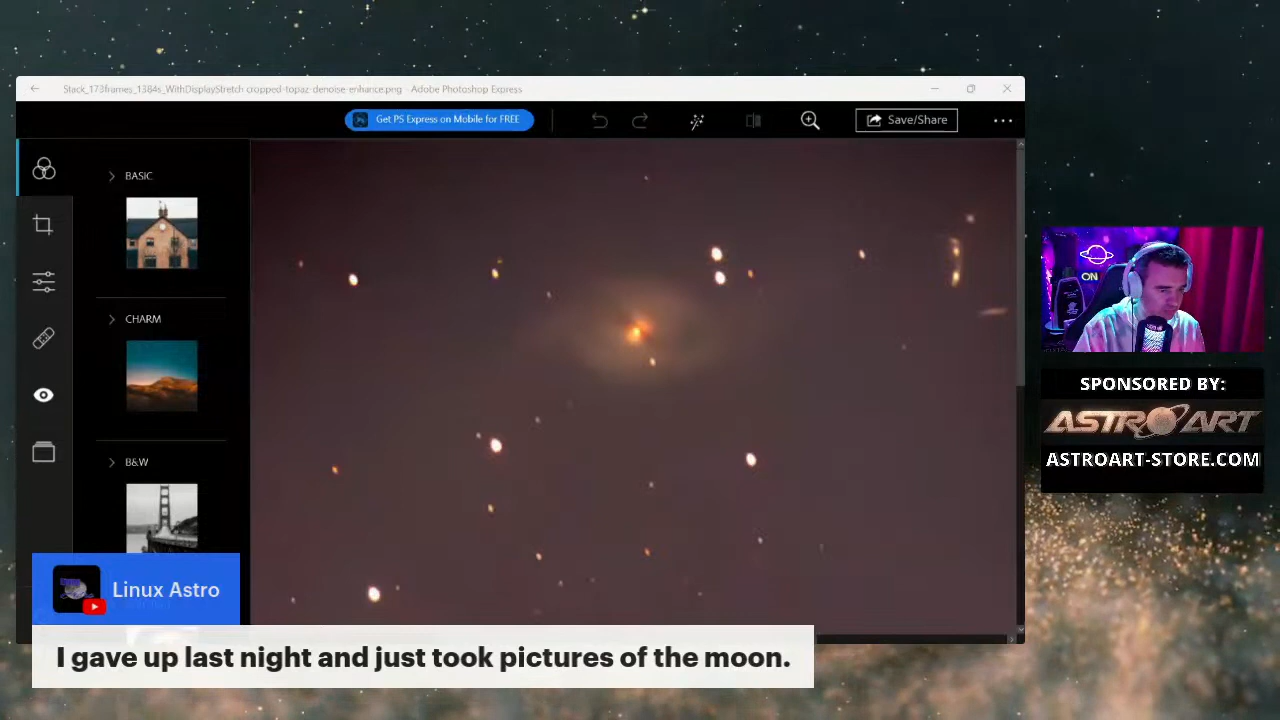 Stack_173frames_1384s_WithDisplayStretch cropped-topaz-denoise-enhance.png - Adobe Photoshop Express
Get PS Express on Mobile for FREE
Save/Share
BASIC
CHARM
B&W
ON
SPONSORED BY:
ASTROART
ASTROART-STORE.COM
Linux Astro
I gave up last night and just took pictures of the moon.